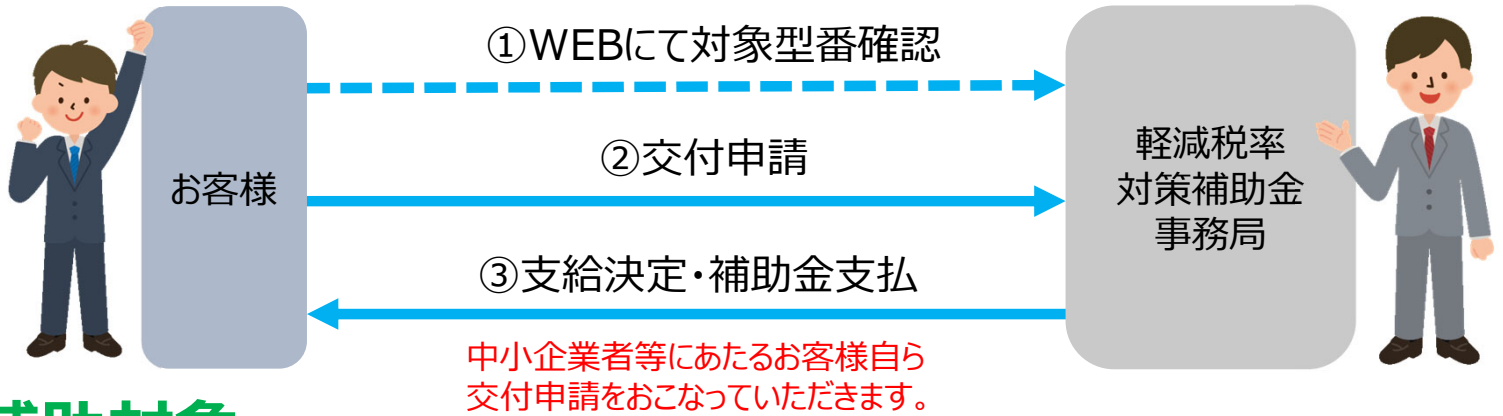 ①WEBにて対象型番確認
②交付申請
お客様
軽減税率
対策補助金
事務局
③支給決定・補助金支払
中小企業者等にあたるお客様自ら
交付申請をおこなっていただきます。